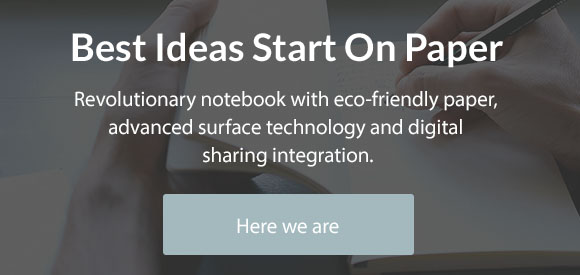 Best Ideas Start On Paper
Revolutionary notebook with eco-friendly paper,
advanced surface technology and digital
sharing integration.
Here we are